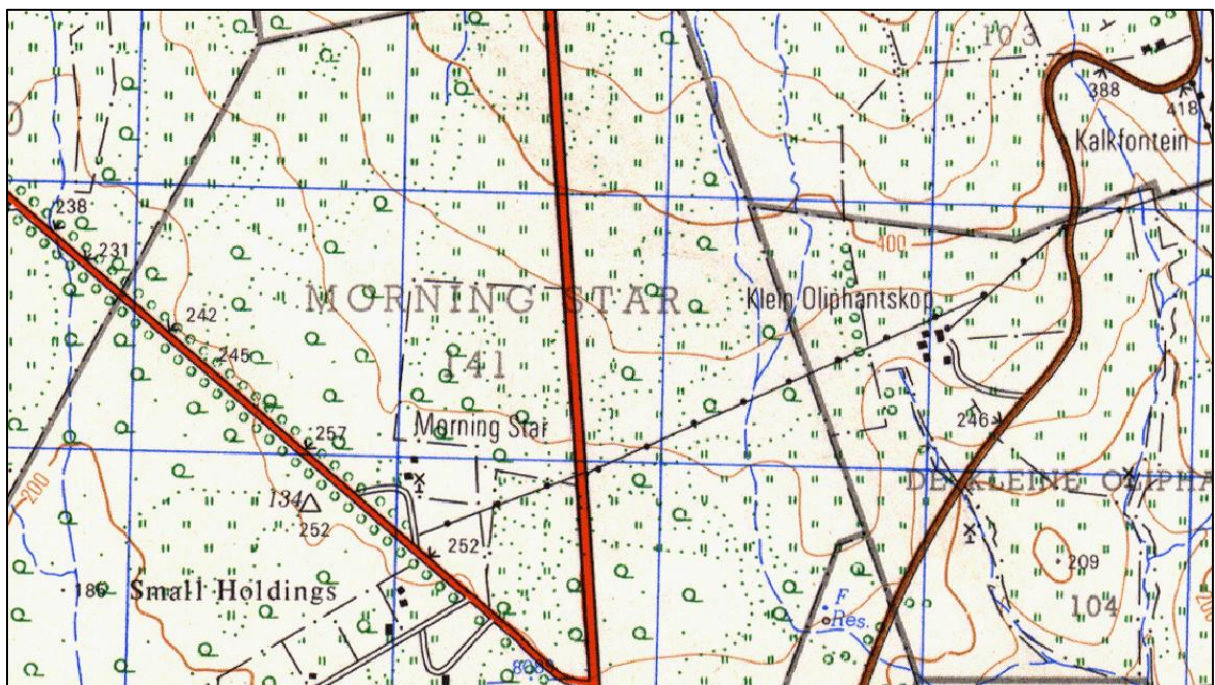 103
388
418
Kalkfontein
238
231
400
242
MORNING STAR
Klein Oliphantskop
245
141
257
Morning Star
246
200
134
252
DE KLEINE OLIPHA
252
209
186
Small Holdings
F
Res.
104